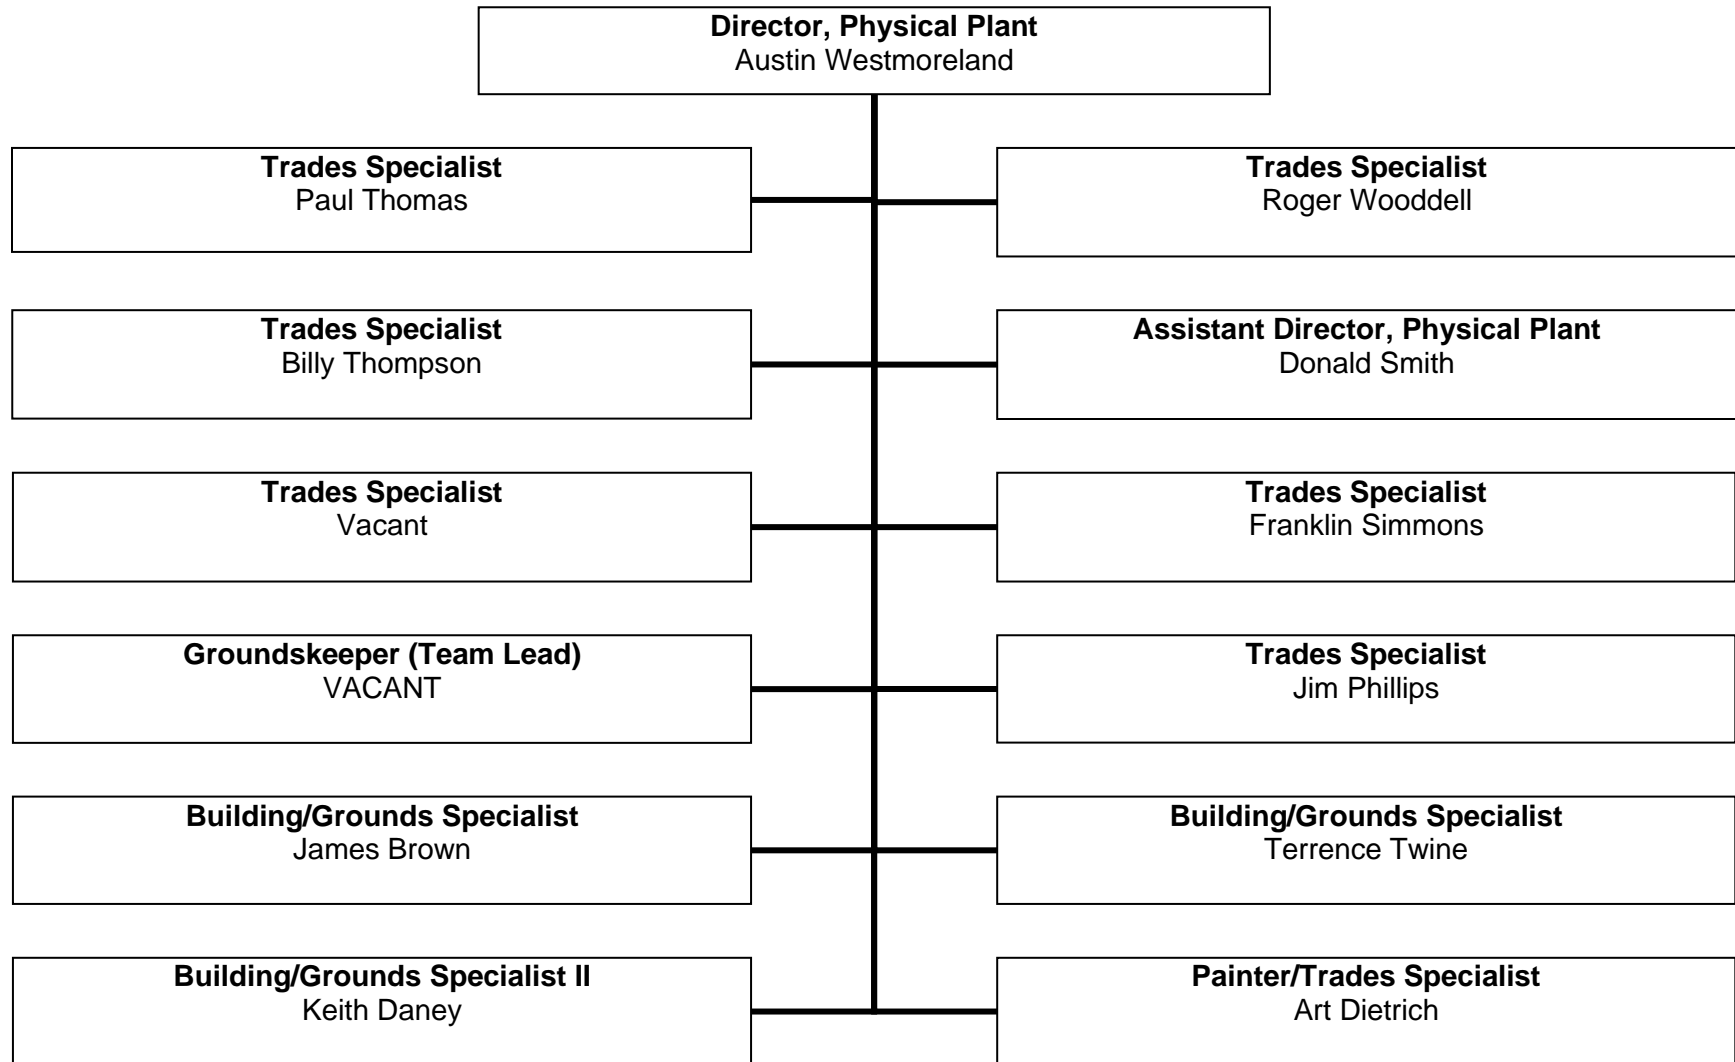 Director, Physical Plant
Austin Westmoreland
Trades Specialist
Paul Thomas
Trades Specialist
Roger Wooddell
Trades Specialist
Billy Thompson
Assistant Director, Physical Plant
Donald Smith
Trades Specialist
Vacant
Trades Specialist
Franklin Simmons
Groundskeeper (Team Lead)
VACANT
Trades Specialist
Jim Phillips
Building/Grounds Specialist
James Brown
Building/Grounds Specialist
Terrence Twine
Building/Grounds Specialist II
Keith Daney
Painter/Trades Specialist
Art Dietrich